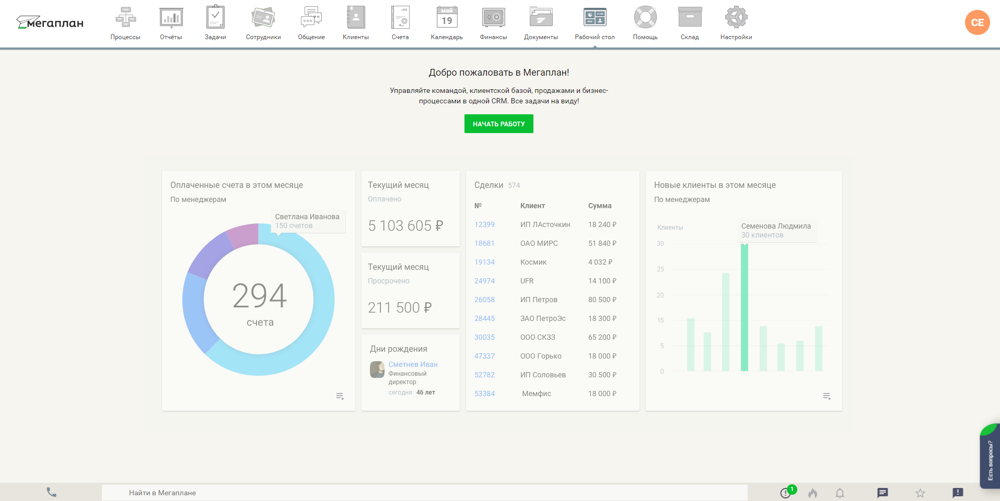 мегаплан
Процессы
Отчёты
Задачи
Сотрудники
Общение
Клиенты
Счета
май
19
Календарь
Финансы
Документы
Рабочий стол
Помощь
Склад
Настройки
СЕ
Добро пожаловать в Мегаплан!
Управляйте командой, клиентской базой, продажами и бизнес-
процессами в одной CRM. Все задачи на виду!
НАЧАТЬ РАБОТУ
Оплаченные счета в этом месяце
По менеджерам
Светлана Иванова
150 счетов
294
счета
Текущий месяц
Оплачено
5 103 605 ₽
Текущий месяц
Просрочено
211 500 ₽
Дни рождения
Сметнев Иван
Финансовый
директор
сегодня 46 лет
Сделки 574
№ Клиент Сумма
12399 ИП ЛАсточкин 18 240 ₽
18681 ОАО МИРС 51 840 ₽
19134 Космик 4 032 ₽
24974 UFR 14 100 ₽
26058 ИП Петров 80 500 ₽
28445 ЗАО ПетроЭс 18 300 ₽
30035 ООО СКЗЗ 65 200 ₽
47337 ООО Горько 18 000 ₽
52782 ИП Соловьев 30 500 ₽
53384 Мемфис 18 000 ₽
Новые клиенты в этом месяце
По менеджерам
Клиенты
Семенова Людмила
30 клиентов
30
25
20
15
5
0
Есть вопросы?
Найти в Мегаплане
1